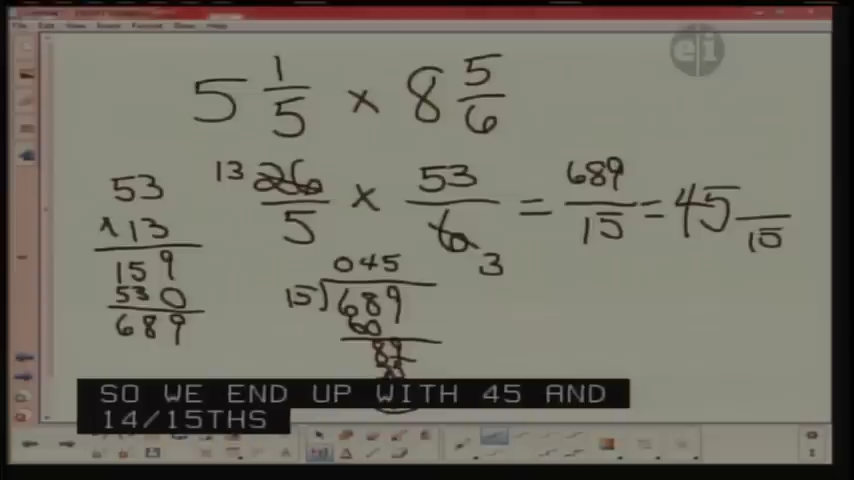 ei
5 1/5 × 8 5/6
13 26/5 × 53/6 = 689/15 = 45 /15
3
53
×13
159
530
689
045
15)689
60
89
SO WE END UP WITH 45 AND
14/15THS